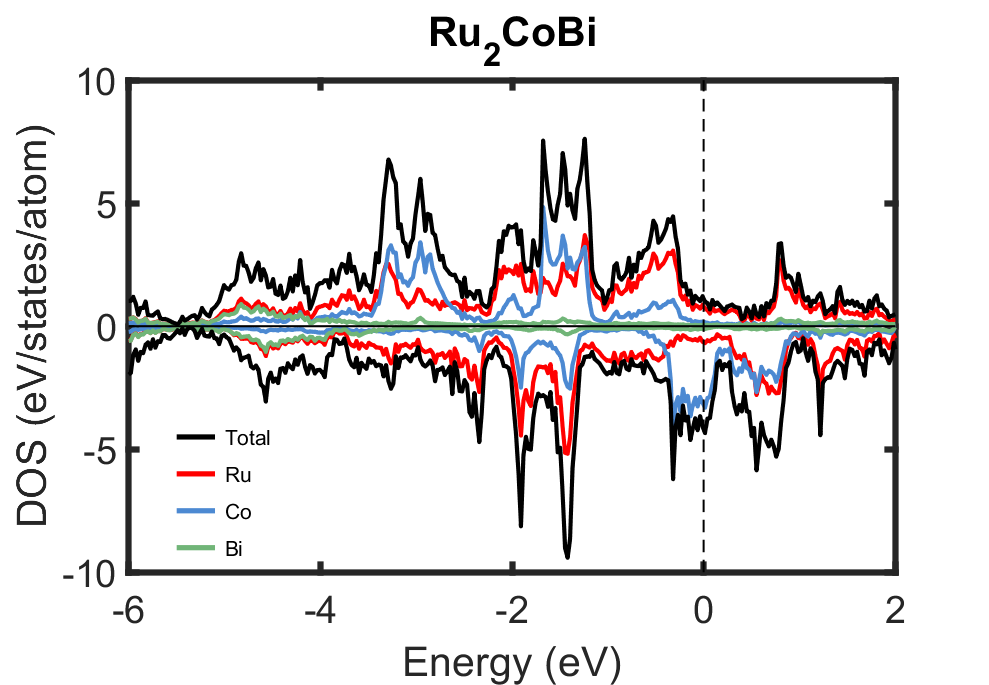 Ru2CoBi
DOS (eV/states/atom)
10
5
0
-5
-10
Total
Ru
Co
Bi
-6 -4 -2 0 2
Energy (eV)